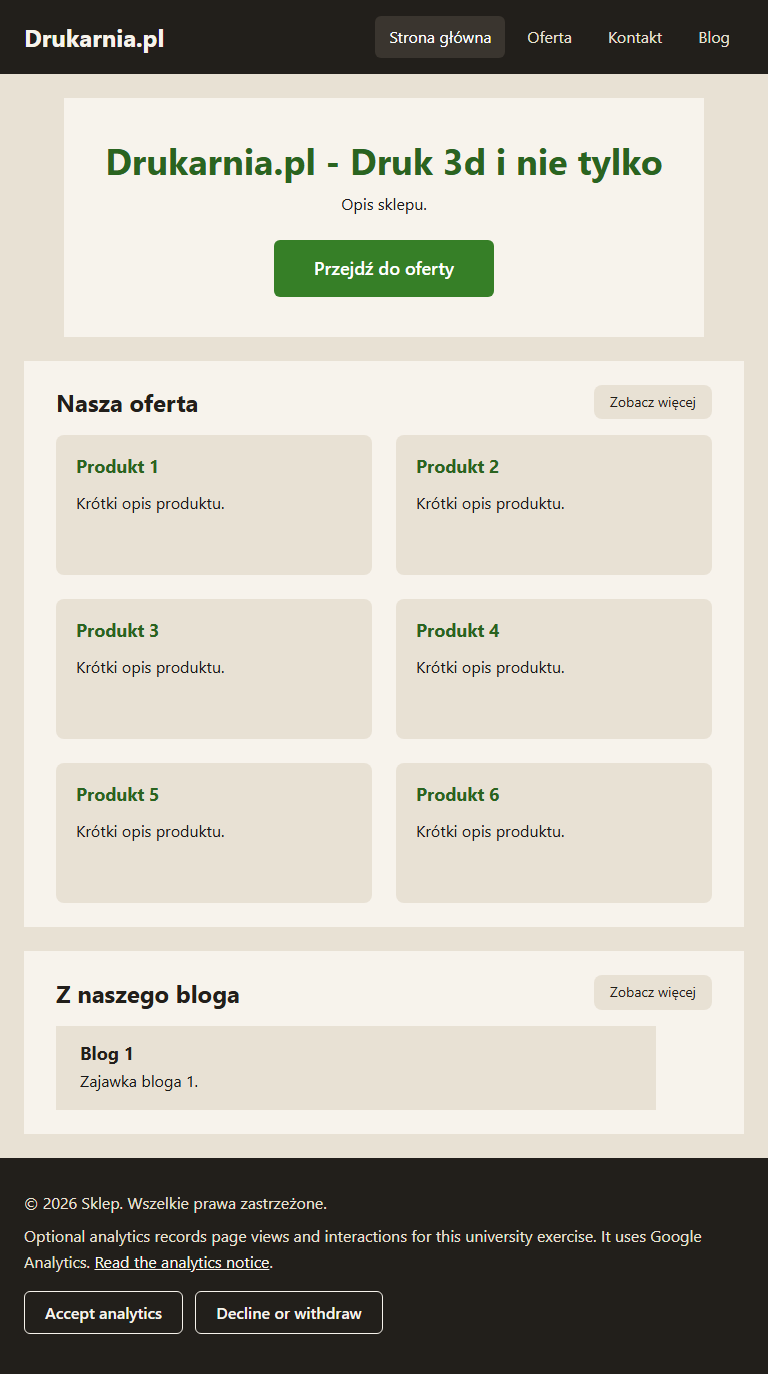 Drukarnia.pl
Strona główna Oferta Kontakt Blog
Drukarnia.pl - Druk 3d i nie tylko
Opis sklepu.
Przejdź do oferty
Nasza oferta
Zobacz więcej
Produkt 1
Krótki opis produktu.
Produkt 2
Krótki opis produktu.
Produkt 3
Krótki opis produktu.
Produkt 4
Krótki opis produktu.
Produkt 5
Krótki opis produktu.
Produkt 6
Krótki opis produktu.
Z naszego bloga
Zobacz więcej
Blog 1
Zajawka bloga 1.
© 2026 Sklep. Wszelkie prawa zastrzeżone.
Optional analytics records page views and interactions for this university exercise. It uses Google
Analytics. Read the analytics notice.
Accept analytics
Decline or withdraw